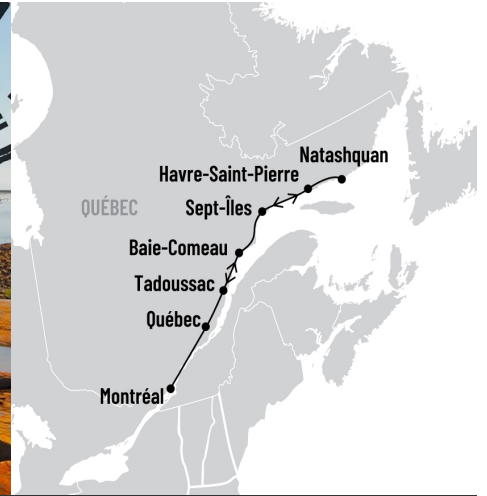 Natashquan
Havre-Saint-Pierre
QUÉBEC
Sept-Îles
Baie-Comeau
Tadoussac
Québec
Montréal